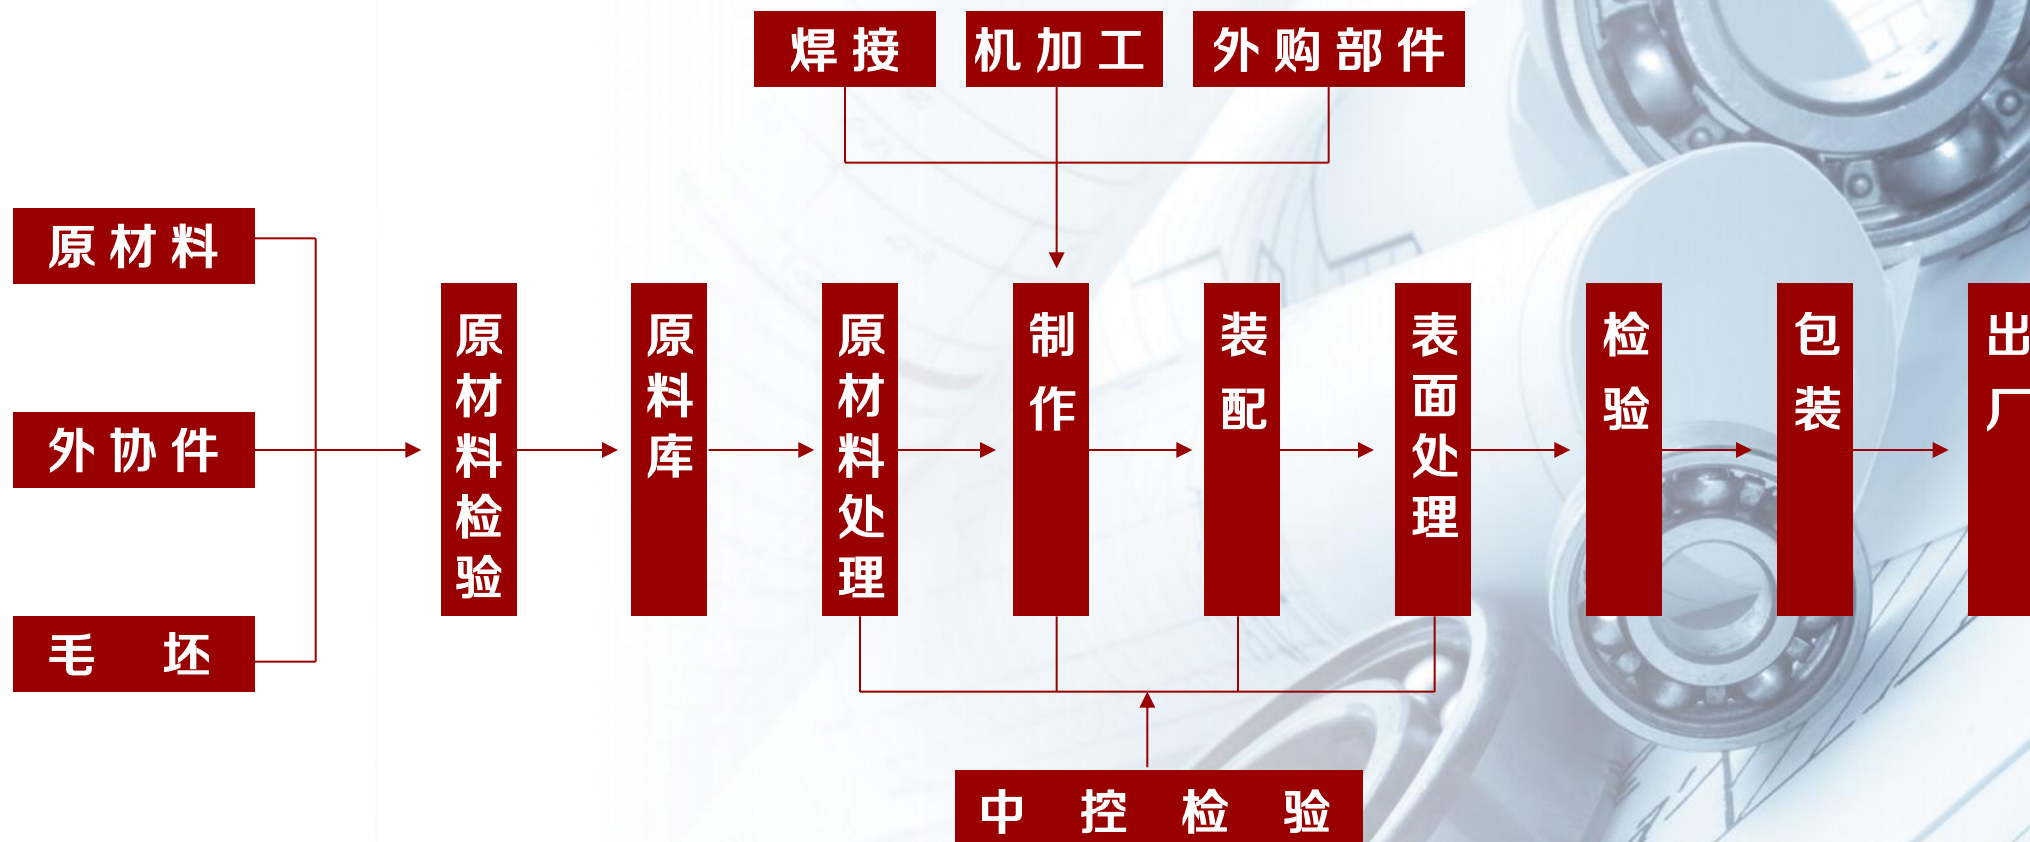 焊接
机加工
外购部件
原材料
外协件
毛坯
原材料检验
原料库
原材料处理
制作
装配
表面处理
检验
包装
出厂
中控检验